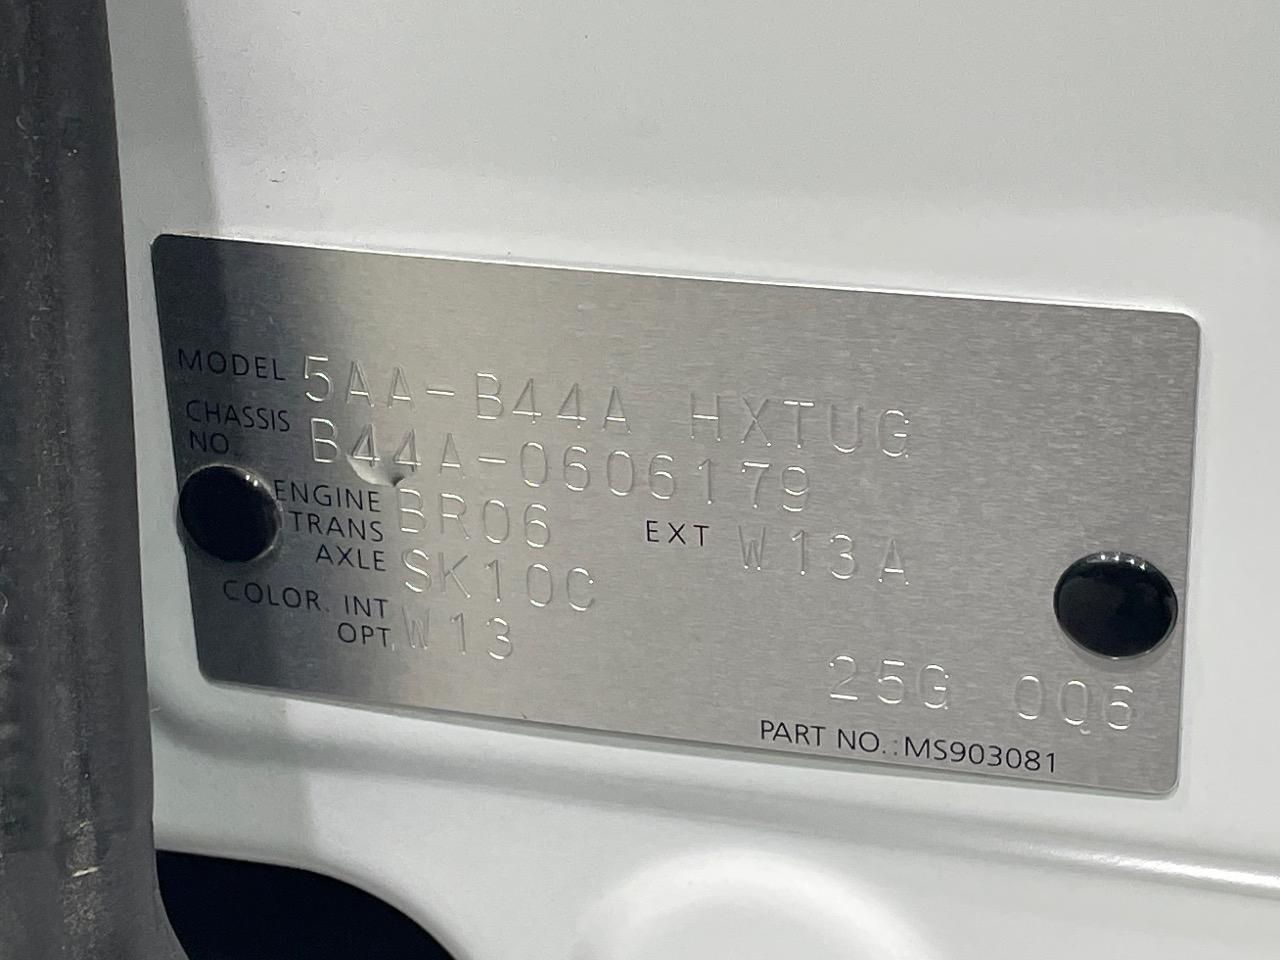 MODEL 5AA-B44A HXTUG
CHASSIS NO. B44A-0606179
ENGINE BR06 EXT W13A
TRANS AXLE SK10C
COLOR. INT W13
OPT.
25G 006
PART NO.:MS903081